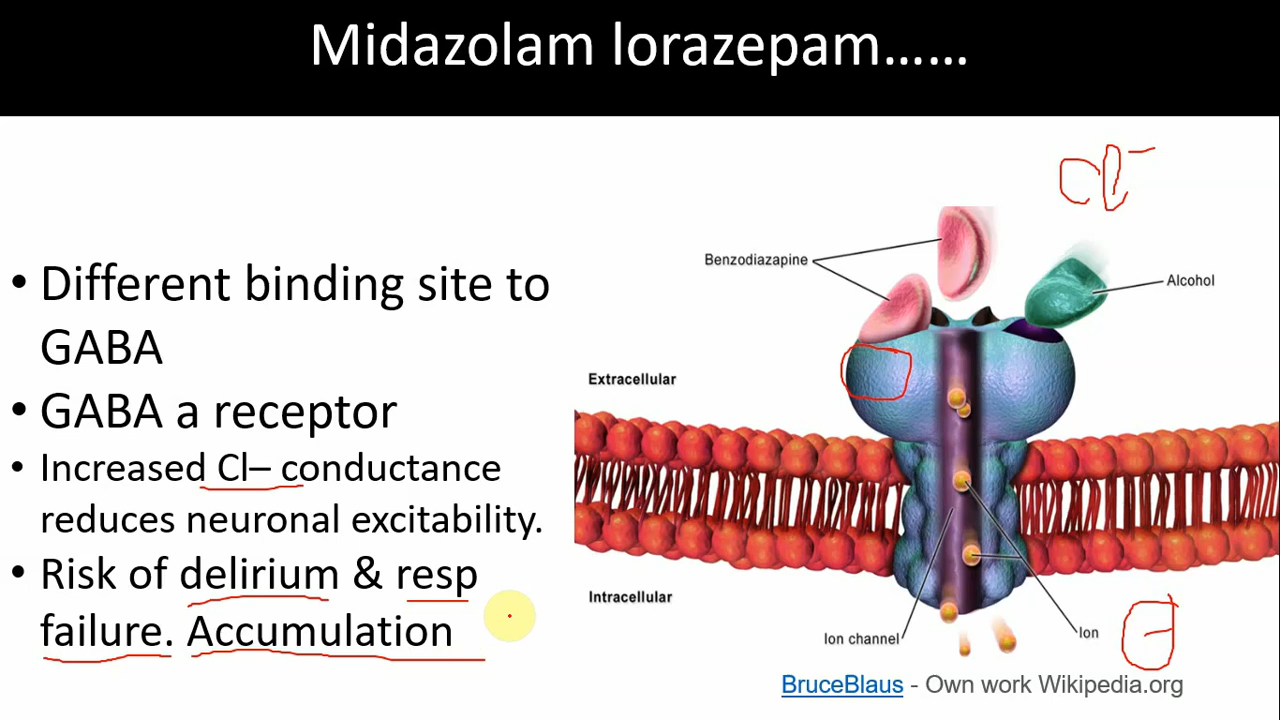 Midazolam lorazepam……
• Different binding site to
GABA
• GABA a receptor
• Increased Cl– conductance
reduces neuronal excitability.
• Risk of delirium & resp
failure. Accumulation
Cl⁻
Benzodiazapine
Alcohol
Extracellular
Intracellular
Ion channel
Ion
BruceBlaus - Own work Wikipedia.org